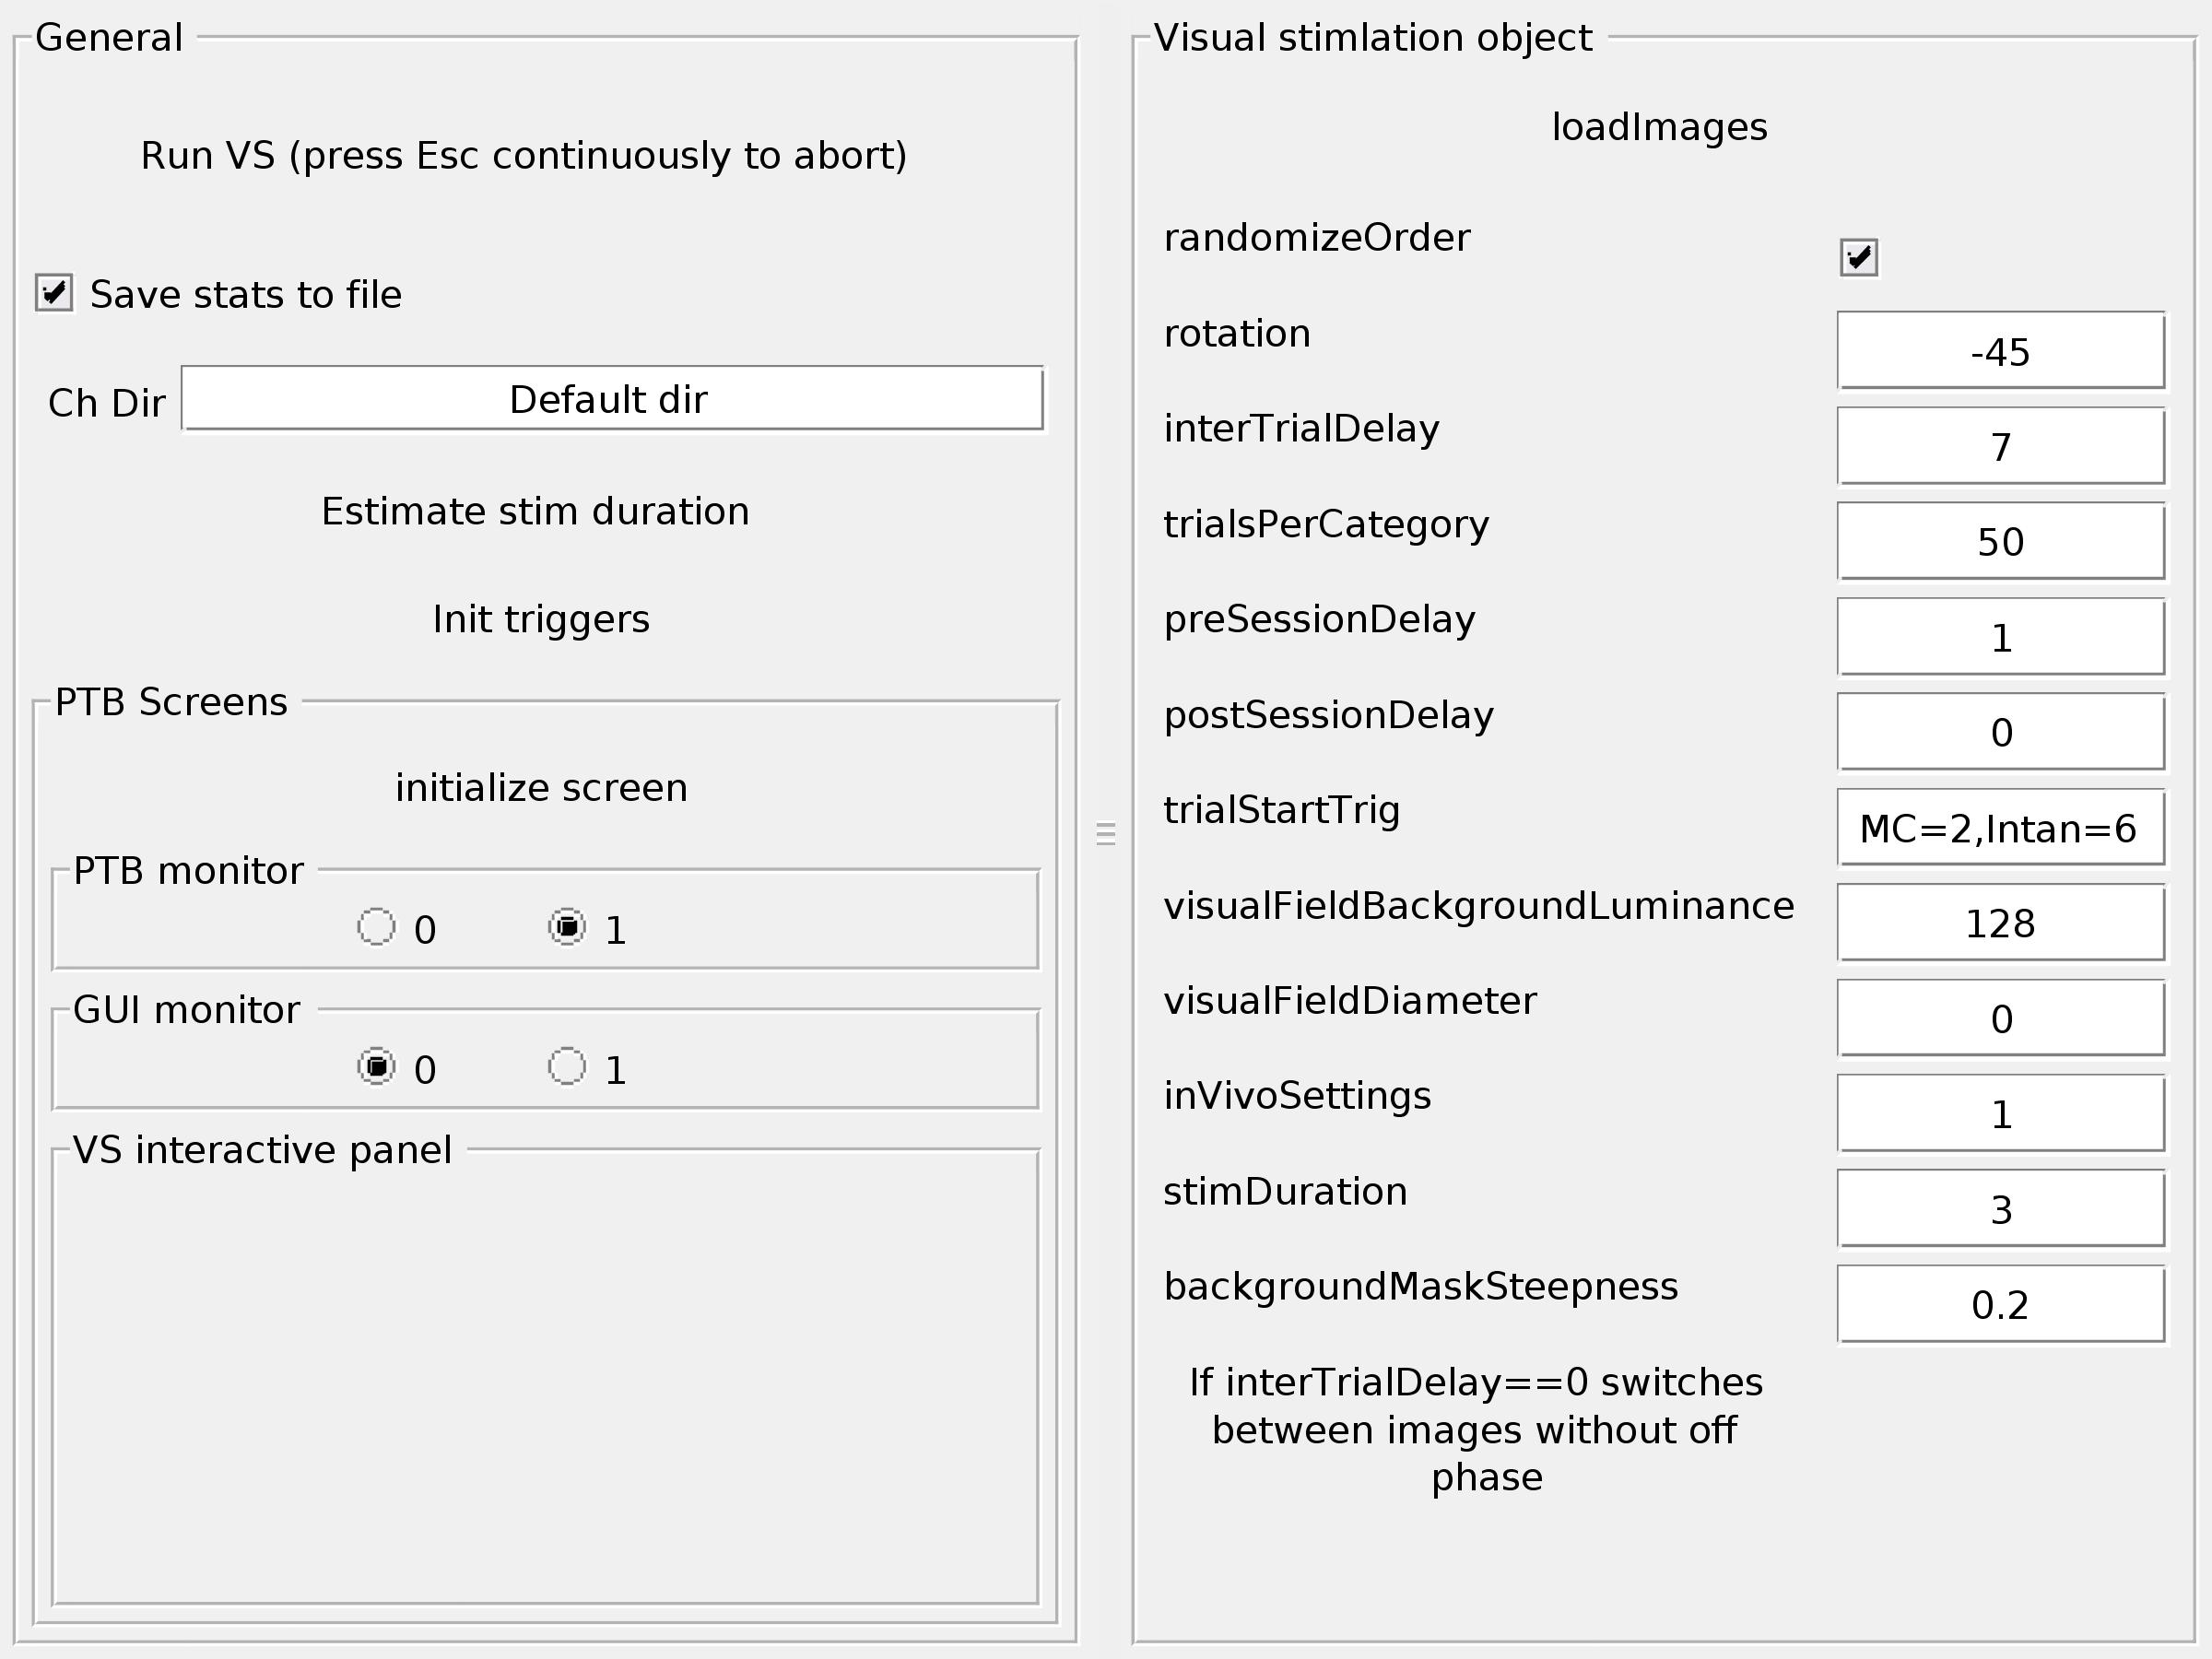 General
Run VS (press Esc continuously to abort)
Save stats to file
Ch Dir Default dir
Estimate stim duration
Init triggers
PTB Screens
initialize screen
PTB monitor
0 1
GUI monitor
0 1
VS interactive panel
Visual stimlation object
loadImages
randomizeOrder
rotation -45
interTrialDelay 7
trialsPerCategory 50
preSessionDelay 1
postSessionDelay 0
trialStartTrig MC=2,Intan=6
visualFieldBackgroundLuminance 128
visualFieldDiameter 0
inVivoSettings 1
stimDuration 3
backgroundMaskSteepness 0.2
If interTrialDelay==0 switches
between images without off
phase